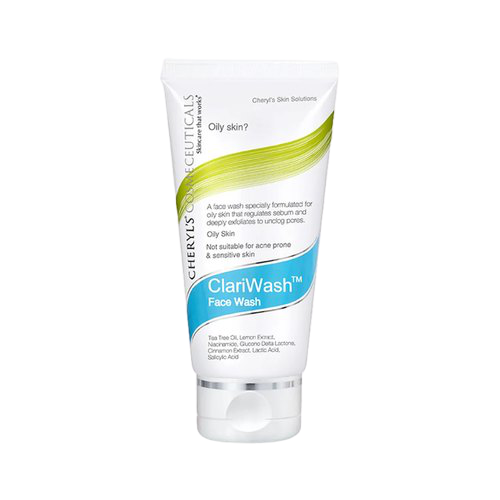 Cheryl's Skin Solutions
CHERYL'S COSMECEUTICALS
Skincare that works®
Oily skin?
A face wash specially formulated for
oily skin that regulates sebum and
deeply exfoliates to unclog pores.
Oily Skin
Not suitable for acne prone
& sensitive skin
ClariWash™
Face Wash
Tea Tree Oil, Lemon Extract,
Niacinamide, Glucono Delta Lactone,
Cinnamon Extract, Lactic Acid,
Salicylic Acid